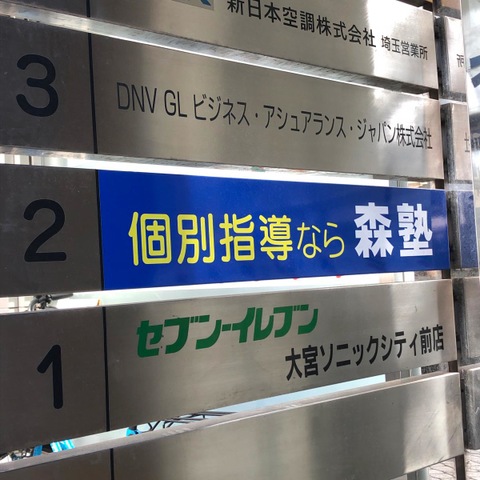 新日本空調株式会社 埼玉営業所
3
DNV GL ビジネス・アシュアランス・ジャパン株式会社
2
個別指導なら 森塾
1
セブン-イレブン
大宮ソニックシティ前店